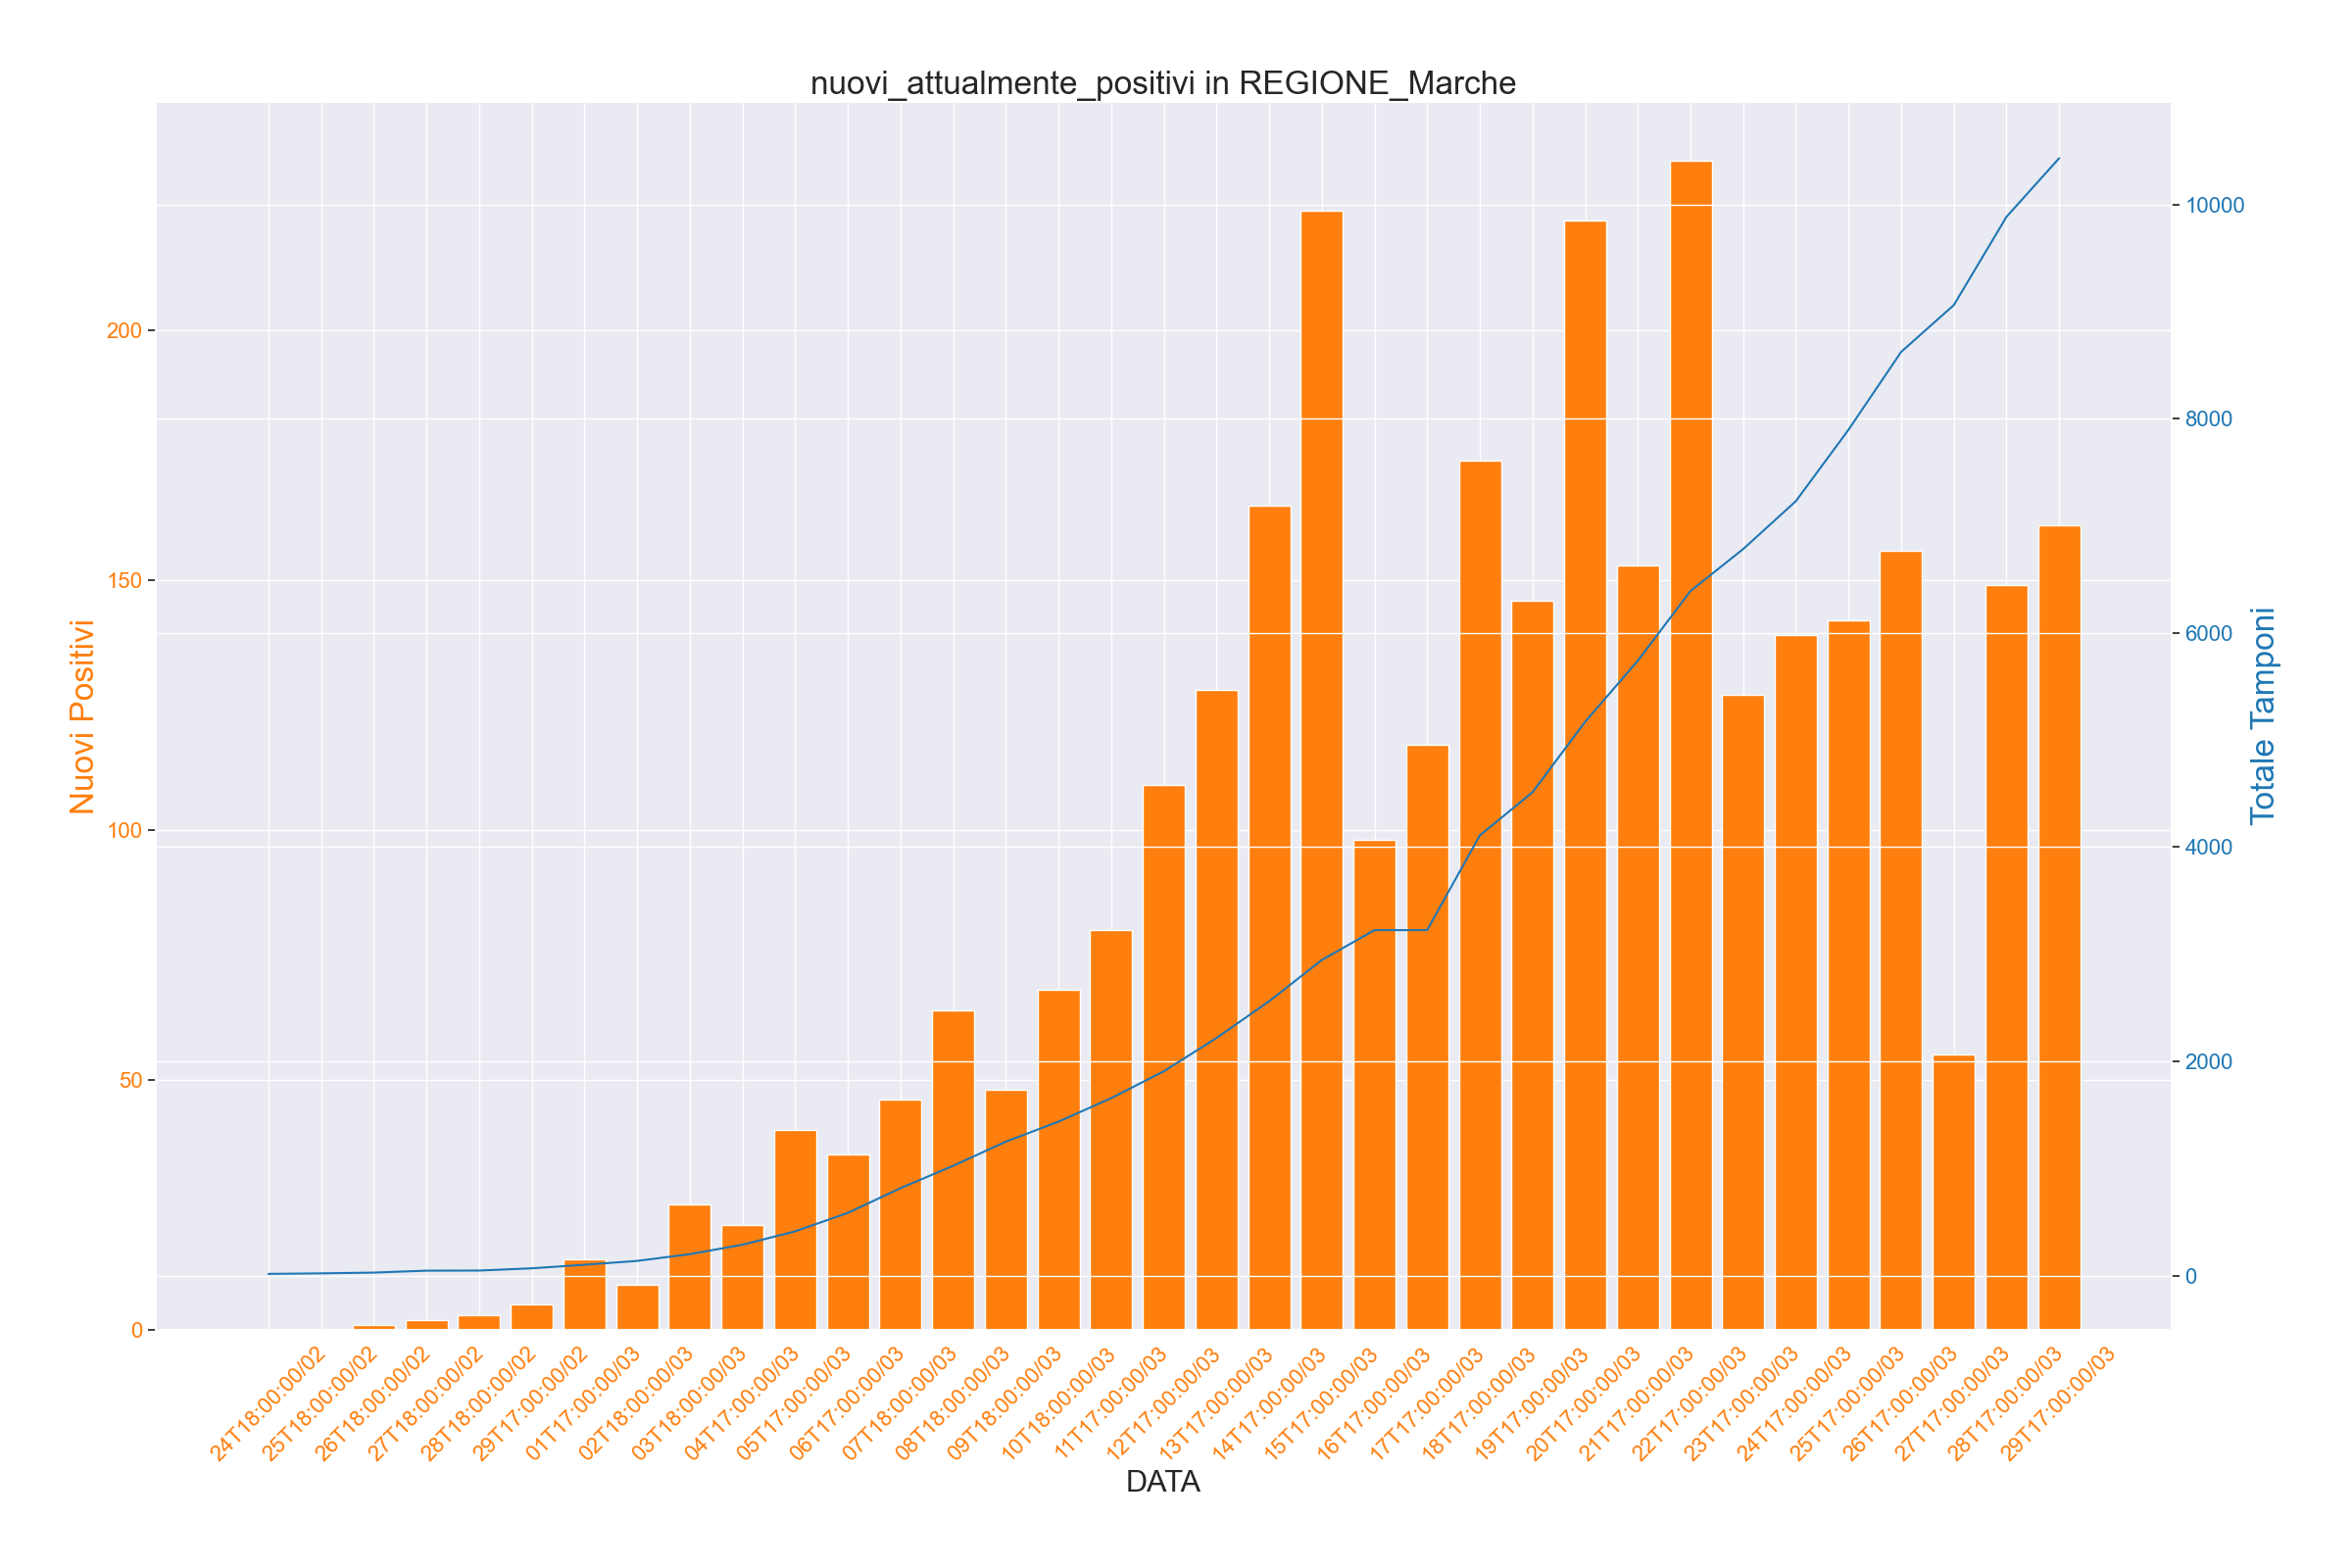 nuovi_attualmente_positivi in REGIONE_Marche
Nuovi Positivi
200
150
100
50
0
Totale Tamponi
10000
8000
6000
4000
2000
0
24T18:00:00/02
25T18:00:00/02
26T18:00:00/02
27T18:00:00/02
28T18:00:00/02
29T17:00:00/02
01T17:00:00/03
02T18:00:00/03
03T18:00:00/03
04T17:00:00/03
05T17:00:00/03
06T17:00:00/03
07T18:00:00/03
08T18:00:00/03
09T18:00:00/03
10T18:00:00/03
11T17:00:00/03
12T17:00:00/03
13T17:00:00/03
14T17:00:00/03
15T17:00:00/03
16T17:00:00/03
17T17:00:00/03
18T17:00:00/03
19T17:00:00/03
20T17:00:00/03
21T17:00:00/03
22T17:00:00/03
23T17:00:00/03
24T17:00:00/03
25T17:00:00/03
26T17:00:00/03
27T17:00:00/03
28T17:00:00/03
29T17:00:00/03
DATA